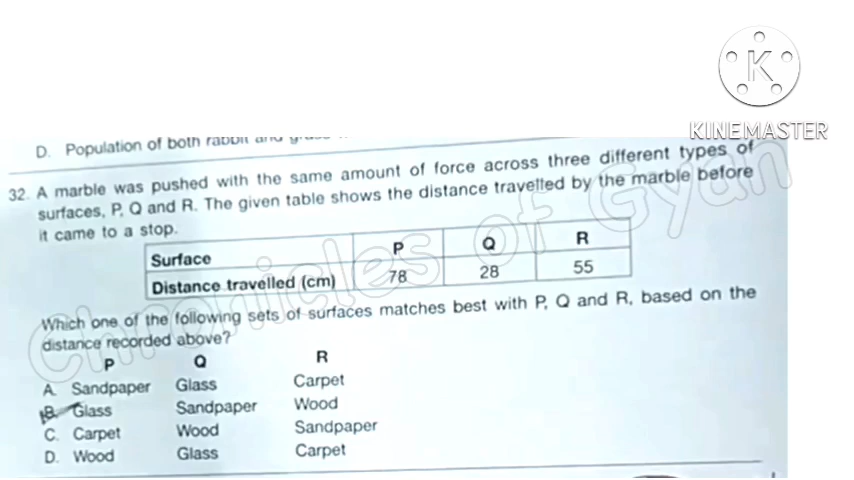 K
KINEMASTER
D. Population of both rabbit and
32. A marble was pushed with the same amount of force across three different types of
surfaces, P, Q and R. The given table shows the distance travelled by the marble before
it came to a stop.
Surface P Q R
Distance travelled (cm) 78 28 55
Which one of the following sets of surfaces matches best with P, Q and R, based on the
distance recorded above?
P Q R
A. Sandpaper Glass Carpet
B. Glass Sandpaper Wood
C. Carpet Wood Sandpaper
D. Wood Glass Carpet
Chronicles of Gyan